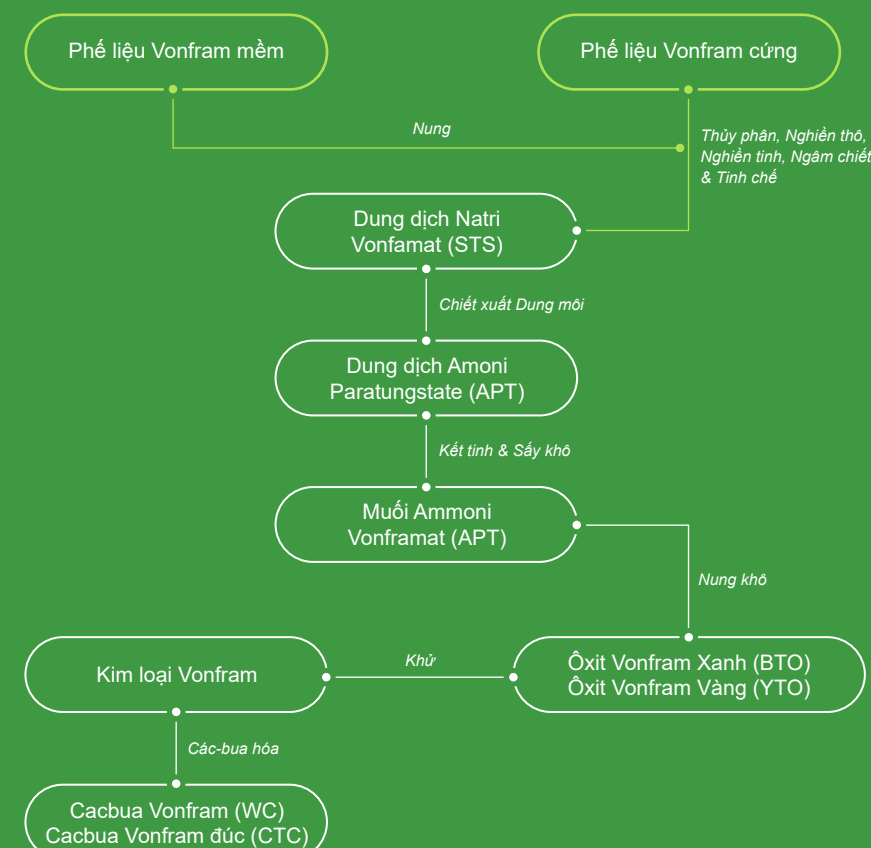 Phế liệu Vonfram mềm
Phế liệu Vonfram cứng
Nung
Thủy phân, Nghiền thô,
Nghiền tinh, Ngâm chiết
& Tinh chế
Dung dịch Natri
Vonfamat (STS)
Chiết xuất Dung môi
Dung dịch Amoni
Paratungstate (APT)
Kết tinh & Sấy khô
Muối Ammoni
Vonframat (APT)
Nung khô
Kim loại Vonfram
Khử
Ôxit Vonfram Xanh (BTO)
Ôxit Vonfram Vàng (YTO)
Các-bua hóa
Cacbua Vonfram (WC)
Cacbua Vonfram đúc (CTC)